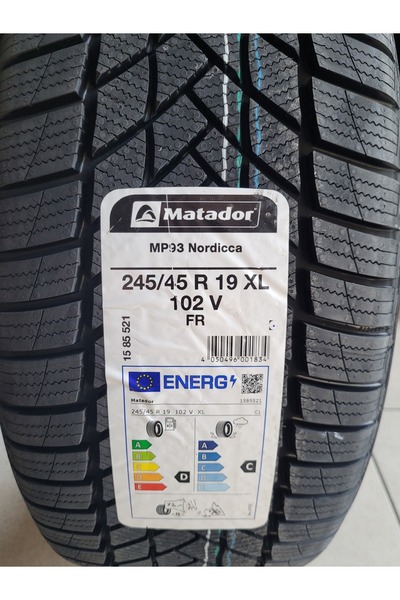 Matador
MP93 Nordicca
245/45 R 19 XL
102 V
FR
15 85 521
4 050496 001834
ENERG
Matador 1585521
245/45 R 19 102 V XL C1
A
B
C
D
E
D
A
B
C
D
E
C